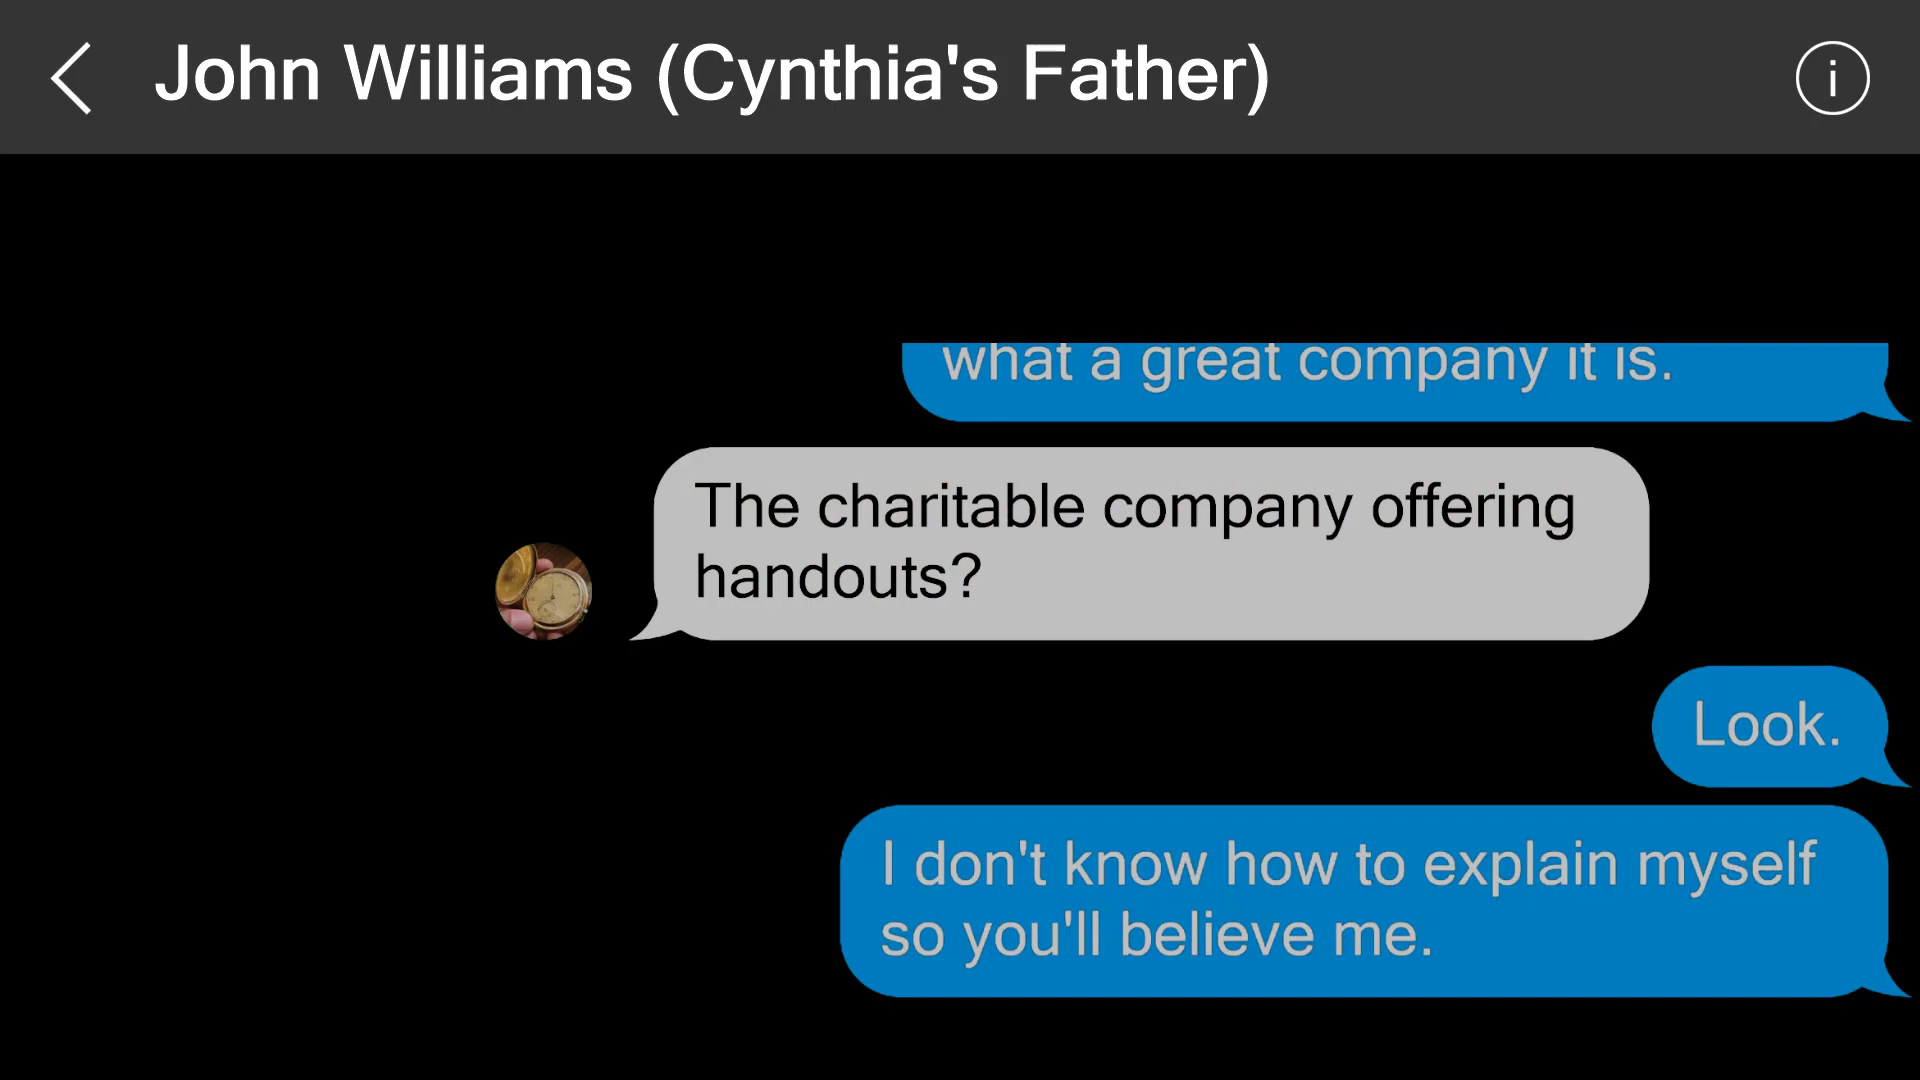 John Williams (Cynthia's Father)
what a great company it is.
The charitable company offering
handouts?
Look.
I don't know how to explain myself
so you'll believe me.